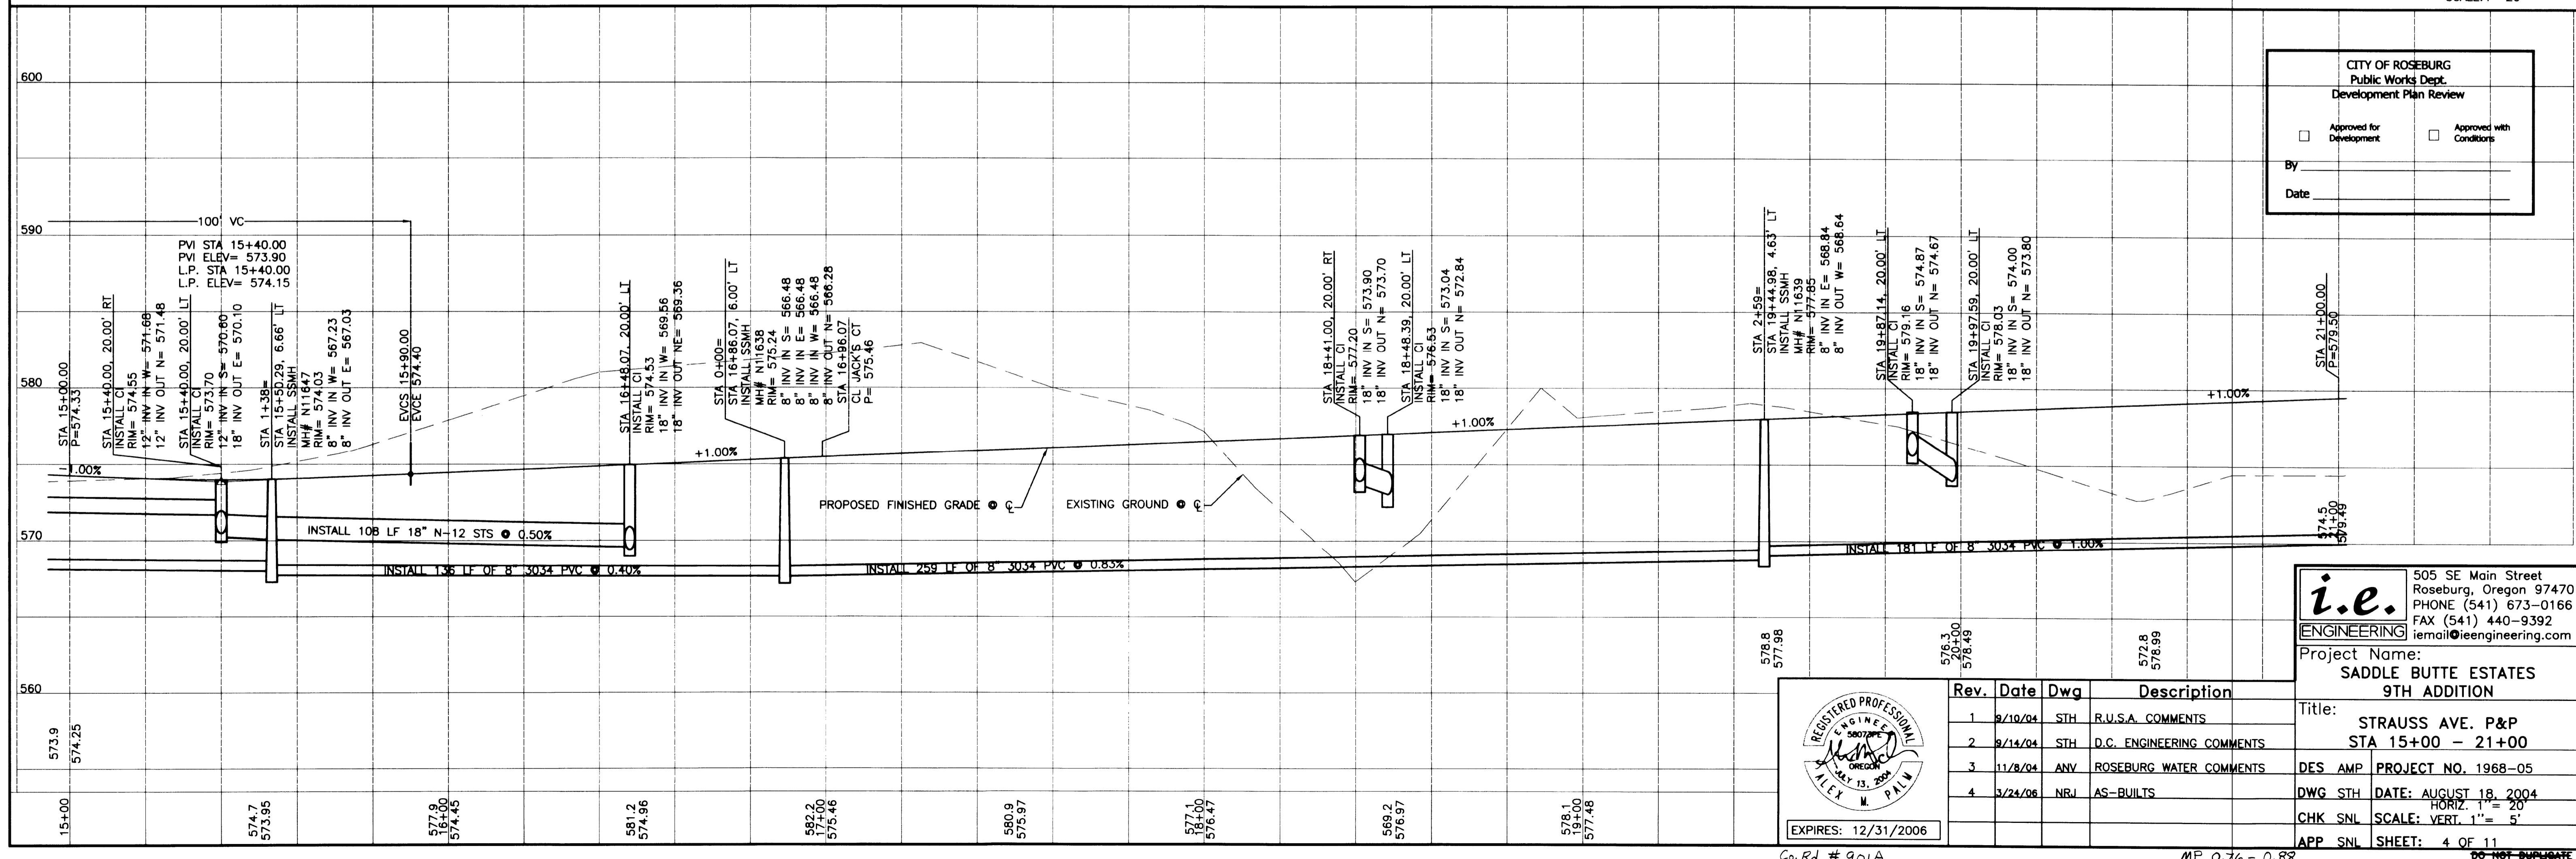 600
590
580
570
560
100' VC
PVI STA 15+40.00
PVI ELEV= 573.90
L.P. STA 15+40.00
L.P. ELEV= 574.15
STA 15+00.00
P=574.33
-1.00%
STA 15+40.00, 20.00' RT
INSTALL CI
RIM= 574.55
12" INV IN W= 571.68
12" INV OUT N= 571.48
STA 15+40.00, 20.00' LT
INSTALL CI
RIM= 573.70
12" INV IN S= 570.60
18" INV OUT E= 570.10
STA 1+38=
STA 15+50.29, 6.66' LT
INSTALL SSMH
MH# N11647
RIM= 574.03
8" INV IN W= 567.23
8" INV OUT E= 567.03
EVCS 15+90.00
EVCE 574.40
STA 16+48.07, 20.00' LT
INSTALL CI
RIM= 574.53
18" INV IN W= 569.56
18" INV OUT NE= 569.36
+1.00%
STA 0+00=
STA 16+86.07, 6.00' LT
INSTALL SSMH
MH# N11638
RIM= 575.24
8" INV IN S= 566.48
8" INV IN E= 566.48
8" INV IN W= 566.48
8" INV OUT N= 566.28
STA 16+96.07
CL JACK'S CT
P= 575.46
PROPOSED FINISHED GRADE @ ℄
EXISTING GROUND @ ℄
STA 18+41.00, 20.00' RT
INSTALL CI
RIM= 577.20
18" INV IN S= 573.90
18" INV OUT N= 573.70
STA 18+48.39, 20.00' LT
INSTALL CI
RIM= 576.53
18" INV IN S= 573.04
18" INV OUT N= 572.84
+1.00%
STA 2+59=
STA 19+44.98, 4.63' LT
INSTALL SSMH
MH# N11639
RIM= 577.85
8" INV IN E= 568.84
8" INV OUT W= 568.64
STA 19+87.14, 20.00' LT
INSTALL CI
RIM= 579.16
18" INV IN S= 574.87
18" INV OUT N= 574.67
STA 19+97.59, 20.00' LT
INSTALL CI
RIM= 578.03
18" INV IN S= 574.00
18" INV OUT N= 573.80
+1.00%
STA 21+00.00
P=579.50
INSTALL 108 LF 18" N-12 STS @ 0.50%
INSTALL 136 LF OF 8" 3034 PVC @ 0.40%
INSTALL 259 LF OF 8" 3034 PVC @ 0.83%
INSTALL 181 LF OF 8" 3034 PVC @ 1.00%
573.9
574.25
15+00
574.7
573.95
577.9
16+00
574.45
581.2
574.96
582.2
17+00
575.46
580.9
575.97
577.1
18+00
576.47
569.2
576.97
578.1
19+00
577.48
578.8
577.98
576.3
20+00
578.49
572.8
578.99
574.5
21+00
579.49
CITY OF ROSEBURG
Public Works Dept.
Development Plan Review
Approved for Development
Approved with Conditions
By
Date
i.e.
ENGINEERING
505 SE Main Street
Roseburg, Oregon 97470
PHONE (541) 673-0166
FAX (541) 440-9392
iemail@ieengineering.com
Project Name:
SADDLE BUTTE ESTATES
9TH ADDITION
Title:
STRAUSS AVE. P&P
STA 15+00 - 21+00
DES AMP PROJECT NO. 1968-05
DWG STH DATE: AUGUST 18, 2004
HORIZ. 1"= 20'
CHK SNL SCALE: VERT. 1"= 5'
APP SNL SHEET: 4 OF 11
Rev. Date Dwg Description
1 9/10/04 STH R.U.S.A. COMMENTS
2 9/14/04 STH D.C. ENGINEERING COMMENTS
3 11/8/04 ANV ROSEBURG WATER COMMENTS
4 3/24/06 NRJ AS-BUILTS
REGISTERED PROFESSIONAL
ENGINEER
58073PE
OREGON
JULY 13, 2004
ALEX M. PALM
EXPIRES: 12/31/2006
Co. Rd # 901A
MP 0.76 - 0.88
DO NOT DUPLICATE